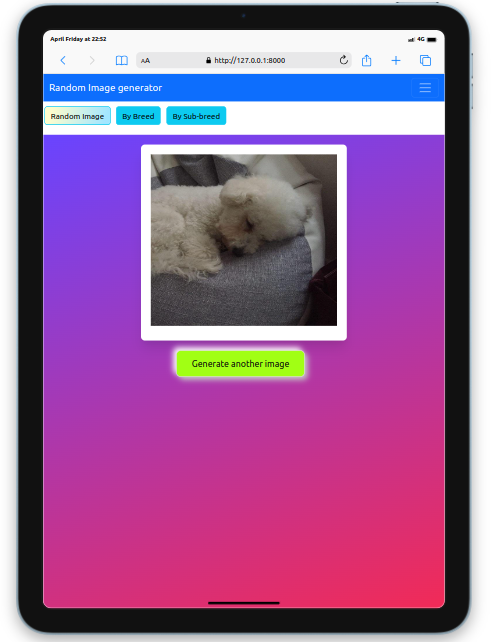 April Friday at 22:52
4G
AA
http://127.0.0.1:8000
Random Image generator
Random Image
By Breed
By Sub-breed
Generate another image